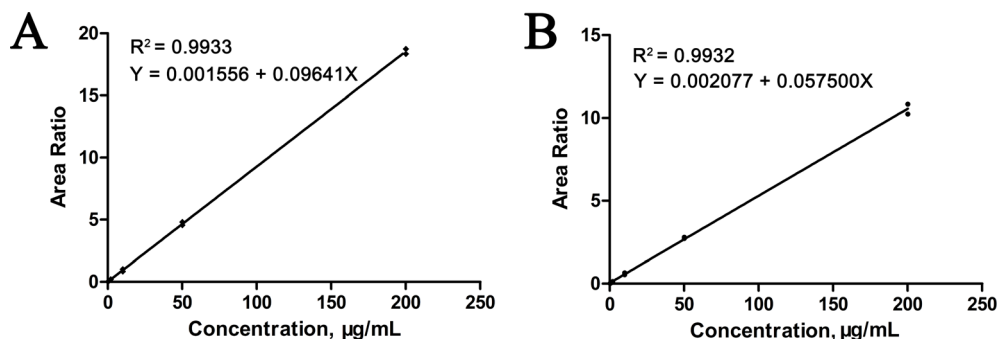 A
R² = 0.9933
Y = 0.001556 + 0.09641X
Area Ratio
20
15
10
5
0
0 50 100 150 200 250
Concentration, µg/mL
B
R² = 0.9932
Y = 0.002077 + 0.057500X
Area Ratio
15
10
5
0
0 50 100 150 200 250
Concentration, µg/mL